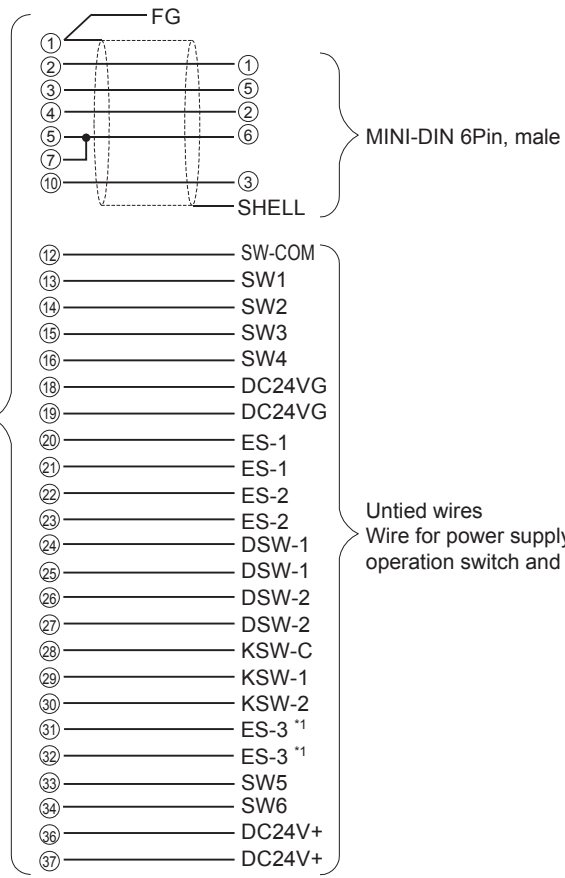 FG
①
② ①
③ ⑤
④ ②
⑤ ⑥
⑦
⑩ ③
SHELL
MINI-DIN 6Pin, male
⑫ SW-COM
⑬ SW1
⑭ SW2
⑮ SW3
⑯ SW4
⑱ DC24VG
⑲ DC24VG
⑳ ES-1
㉑ ES-1
㉒ ES-2
㉓ ES-2
㉔ DSW-1
㉕ DSW-1
㉖ DSW-2
㉗ DSW-2
㉘ KSW-C
㉙ KSW-1
㉚ KSW-2
㉛ ES-3 *1
㉜ ES-3 *1
㉝ SW5
㉞ SW6
㊱ DC24V+
㊲ DC24V+
Untied wires
Wire for power supply
operation switch and